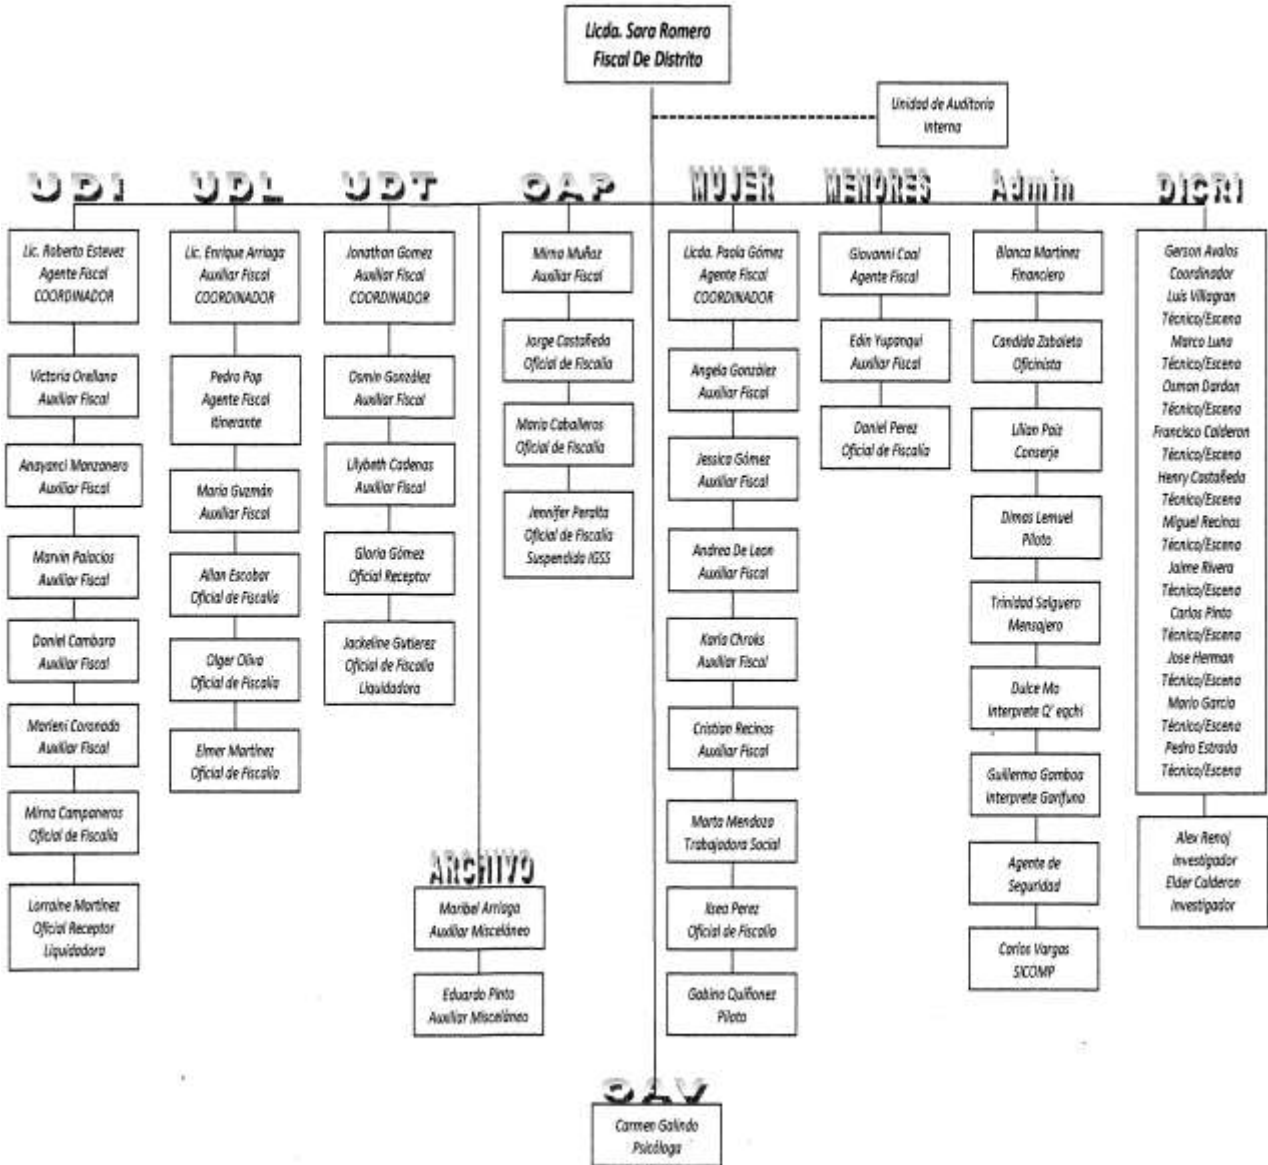 Licda. Sara Romero
Fiscal De Distrito
Unidad de Auditoria
Interna
UDI
Lic. Roberto Estevez
Agente Fiscal
COORDINADOR
Victoria Orellana
Auxiliar Fiscal
Anayanci Manzanero
Auxiliar Fiscal
Marvin Palacios
Auxiliar Fiscal
Daniel Cambara
Auxiliar Fiscal
Marleni Coronado
Auxiliar Fiscal
Mirna Campaneros
Oficial de Fiscalía
Lorraine Martínez
Oficial Receptor
Liquidadora
UDL
Lic. Enrique Arriaga
Auxiliar Fiscal
COORDINADOR
Pedro Pop
Agente Fiscal
Itinerante
María Guzmán
Auxiliar Fiscal
Allan Escobar
Oficial de Fiscalía
Olger Oliva
Oficial de Fiscalía
Elmer Martínez
Oficial de Fiscalía
UDT
Jonathan Gomez
Auxiliar Fiscal
COORDINADOR
Osmin González
Auxiliar Fiscal
Lilybeth Cadenas
Auxiliar Fiscal
Gloria Gómez
Oficial Receptor
Jackeline Gutierez
Oficial de Fiscalía
Liquidadora
ARCHIVO
Maribel Arriaga
Auxiliar Misceláneo
Eduardo Pinto
Auxiliar Misceláneo
OAP
Mirna Muñoz
Auxiliar Fiscal
Jorge Castañeda
Oficial de Fiscalía
María Caballeros
Oficial de Fiscalía
Jennifer Peralta
Oficial de Fiscalía
Suspendida IGSS
OAV
Carmen Galindo
Psicóloga
MUJER
Licda. Paola Gómez
Agente Fiscal
COORDINADOR
Angela González
Auxiliar Fiscal
Jessica Gómez
Auxiliar Fiscal
Andrea De Leon
Auxiliar Fiscal
Karla Chroks
Auxiliar Fiscal
Cristian Recinos
Auxiliar Fiscal
Marta Mendoza
Trabajadora Social
Ilsea Perez
Oficial de Fiscalía
Gabino Quiñonez
Piloto
MENORES
Giovanni Caal
Agente Fiscal
Edin Yupanqui
Auxiliar Fiscal
Daniel Perez
Oficial de Fiscalía
Admin
Blanca Martinez
Financiero
Candida Zabaleta
Oficinista
Lilian Paiz
Conserje
Dimas Lemuel
Piloto
Trinidad Salguero
Mensajero
Dulce Ma
Interprete Q' eqchi
Guillermo Gamboa
Interprete Garífuna
Agente de
Seguridad
Carlos Vargas
SICOMP
DICRI
Gerson Avalos
Coordinador
Luis Villagran
Técnico/Escena
Marco Luna
Técnico/Escena
Osman Dardon
Técnico/Escena
Francisco Calderon
Técnico/Escena
Henry Castañeda
Técnico/Escena
Miguel Recinos
Técnico/Escena
Jaime Rivera
Técnico/Escena
Carlos Pinto
Técnico/Escena
Jose Herman
Técnico/Escena
Mario Garcia
Técnico/Escena
Pedro Estrada
Técnico/Escena
Alex Renoj
Investigador
Elder Calderon
Investigador